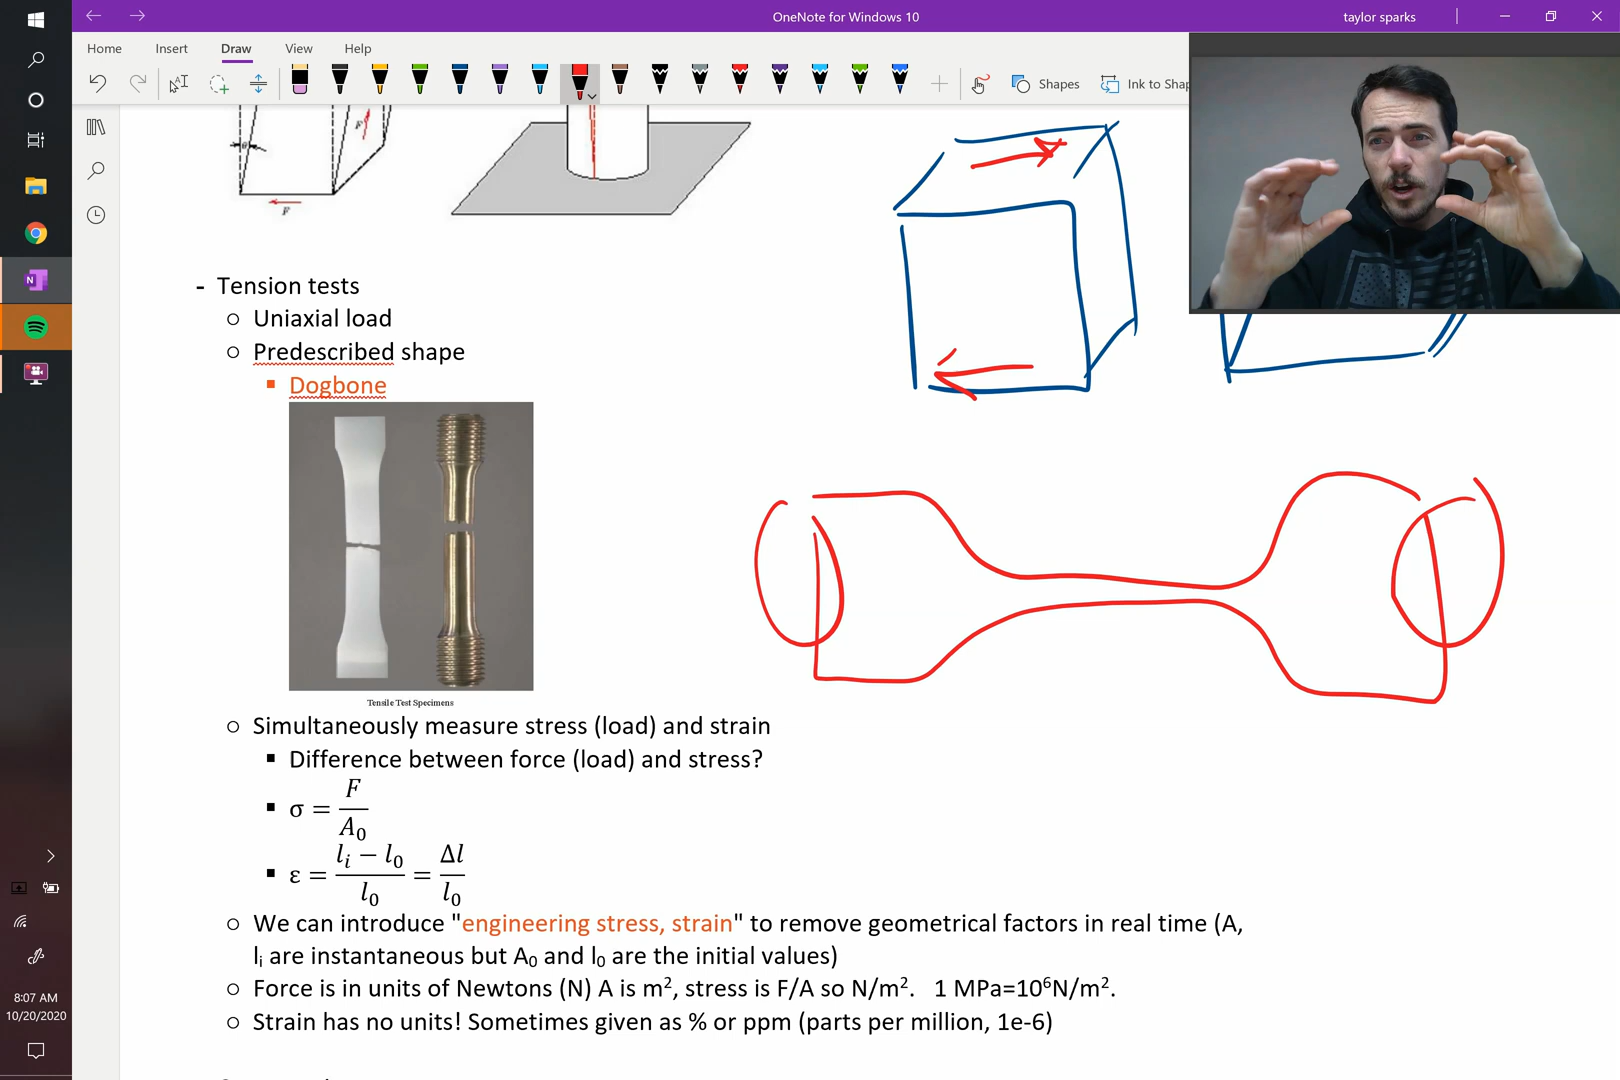 OneNote for Windows 10
taylor sparks
Home Insert Draw View Help
Shapes
Ink to Shap
F
θ
F
- Tension tests
○ Uniaxial load
○ Predescribed shape
▪ Dogbone
Tensile Test Specimens
○ Simultaneously measure stress (load) and strain
▪ Difference between force (load) and stress?
▪ σ = F/A₀
▪ ε = (lᵢ − l₀)/l₀ = Δl/l₀
○ We can introduce "engineering stress, strain" to remove geometrical factors in real time (A,
lᵢ are instantaneous but A₀ and l₀ are the initial values)
○ Force is in units of Newtons (N) A is m², stress is F/A so N/m². 1 MPa=10⁶N/m².
○ Strain has no units! Sometimes given as % or ppm (parts per million, 1e-6)
8:07 AM
10/20/2020